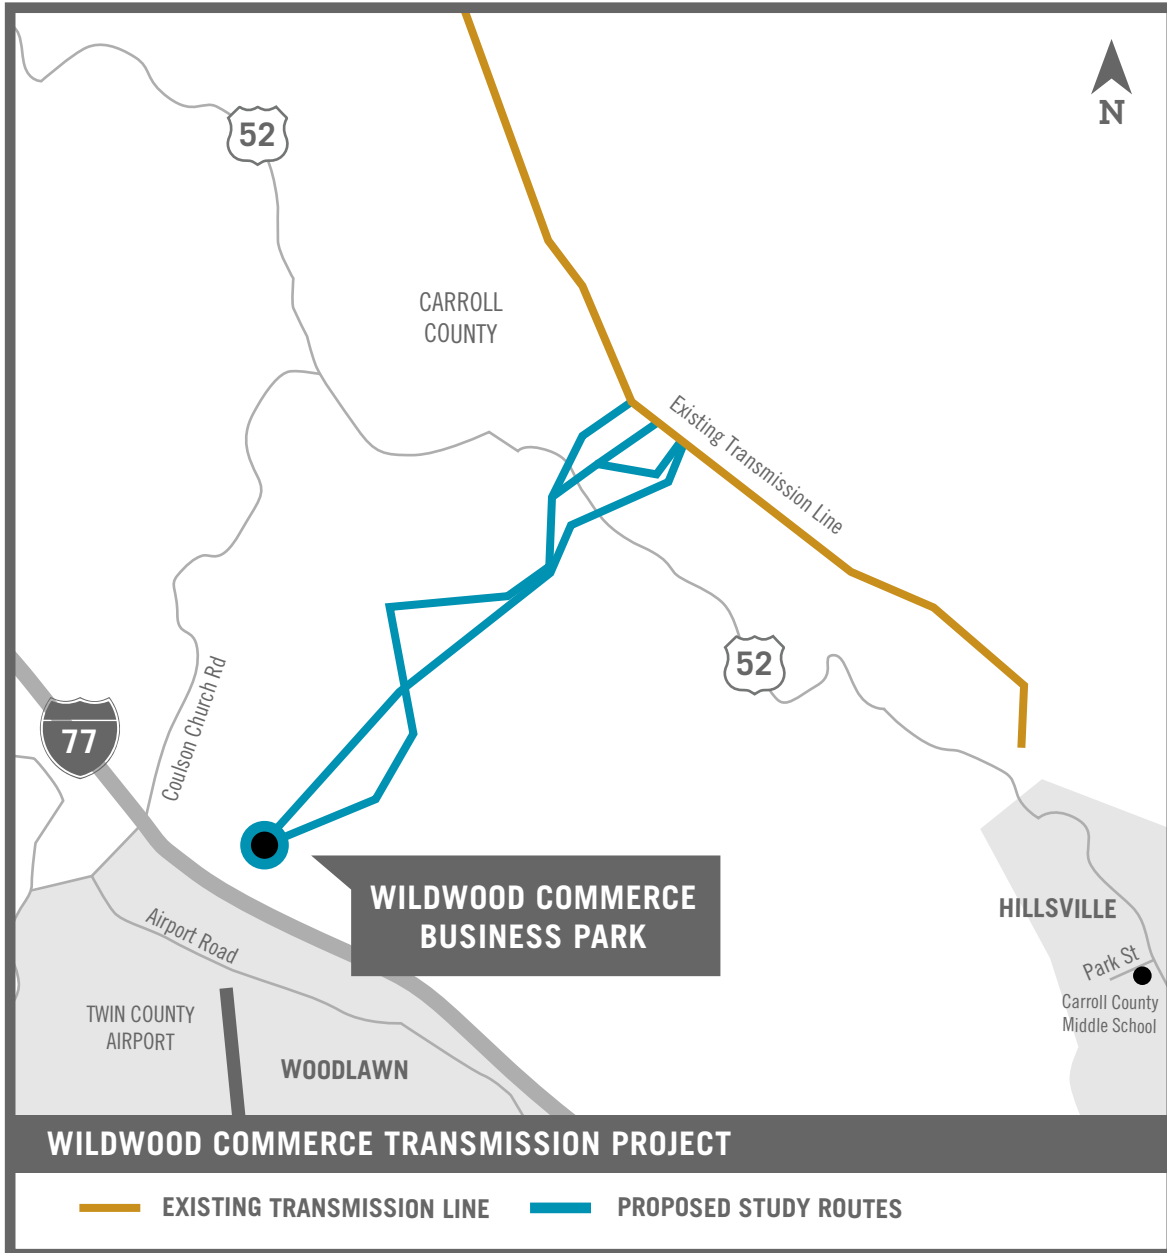 52
N
CARROLL
COUNTY
Existing Transmission Line
52
Coulson Church Rd
77
WILDWOOD COMMERCE
BUSINESS PARK
HILLSVILLE
Airport Road
Park St
Carroll County
Middle School
TWIN COUNTY
AIRPORT
WOODLAWN
WILDWOOD COMMERCE TRANSMISSION PROJECT
EXISTING TRANSMISSION LINE
PROPOSED STUDY ROUTES